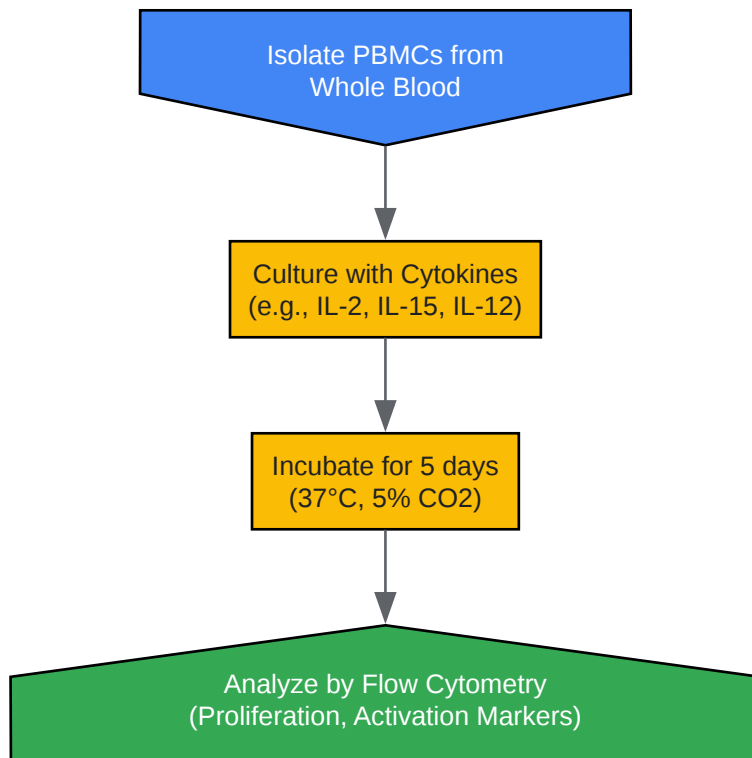 Isolate PBMCs from
Whole Blood
Culture with Cytokines
(e.g., IL-2, IL-15, IL-12)
Incubate for 5 days
(37°C, 5% CO2)
Analyze by Flow Cytometry
(Proliferation, Activation Markers)